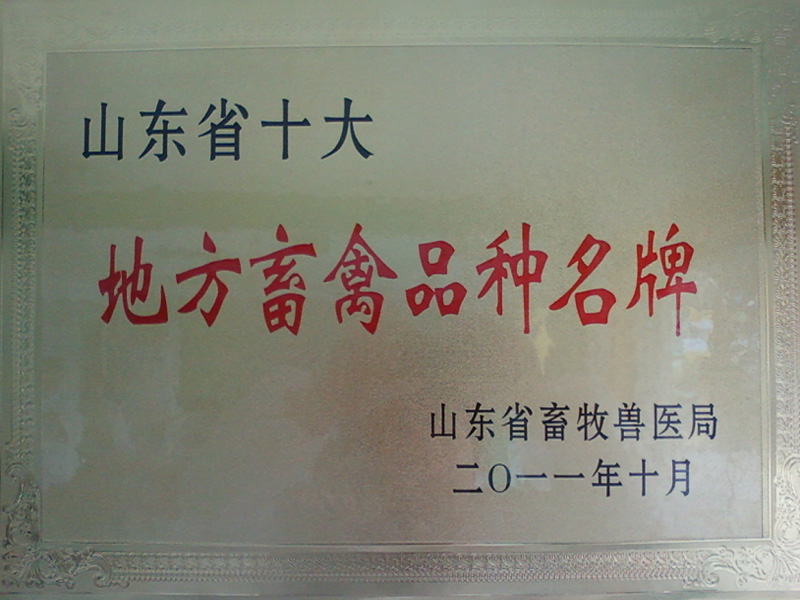 山东省十大
地方畜禽品种名牌
山东省畜牧兽医局
二〇一一年十月